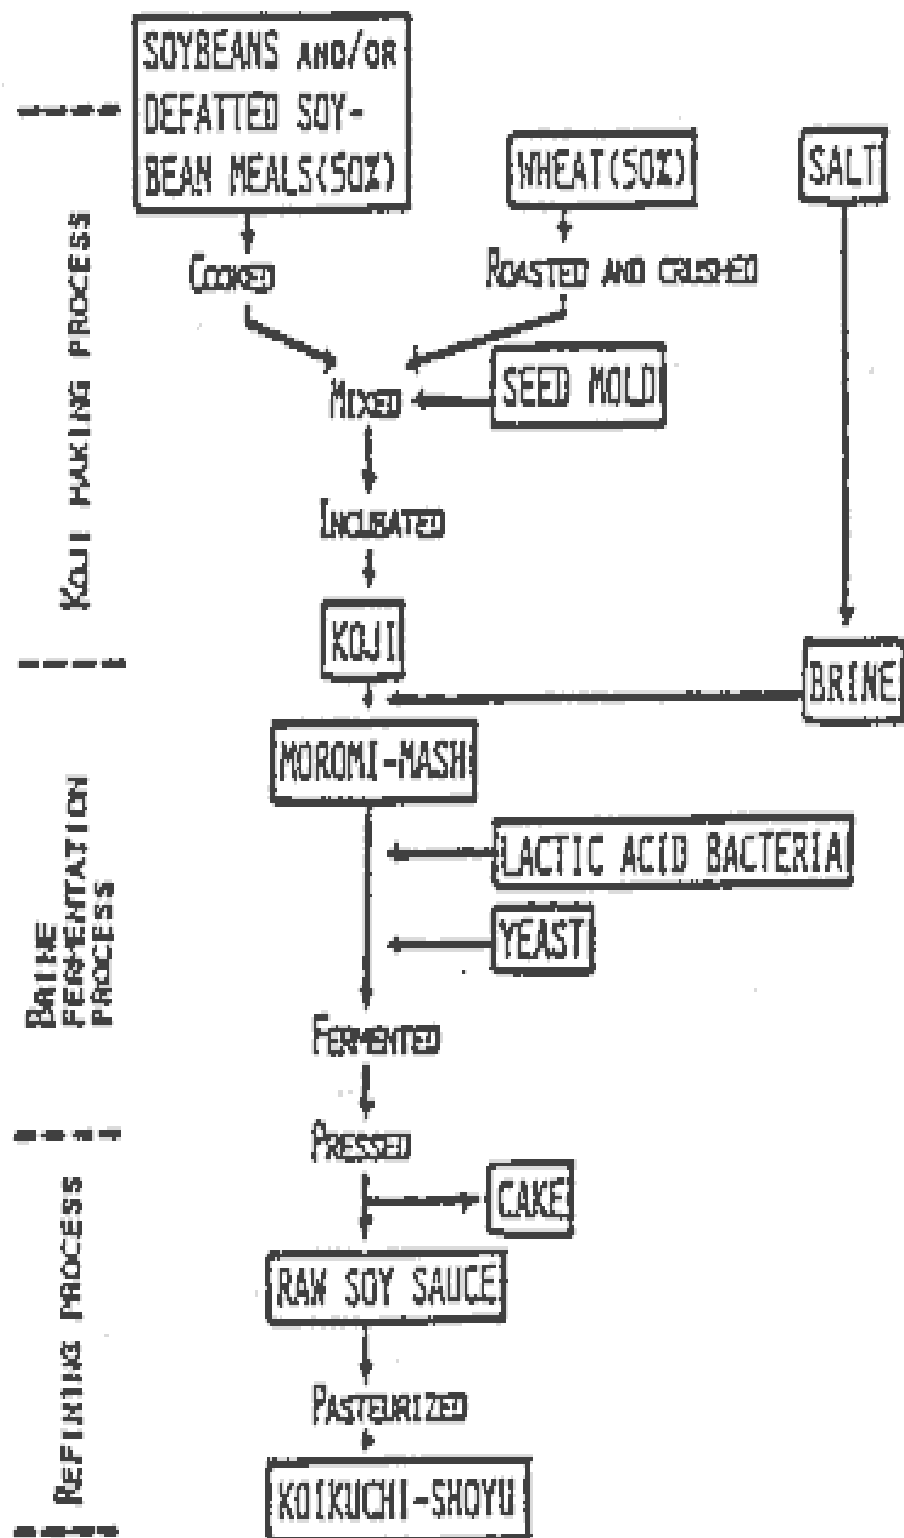 SOYBEANS AND/OR
DEFATTED SOY-
BEAN MEALS(50%)
WHEAT(50%)
SALT
COOKED
ROASTED AND CRUSHED
MIXED
SEED MOLD
INCUBATED
KOJI
KOJI MAKING PROCESS
BRINE
MOROMI-MASH
LACTIC ACID BACTERIA
YEAST
BRINE
FERMENTATION
PROCESS
FERMENTED
PRESSED
CAKE
RAW SOY SAUCE
PASTEURIZED
KOIKUCHI-SHOYU
REFINING PROCESS